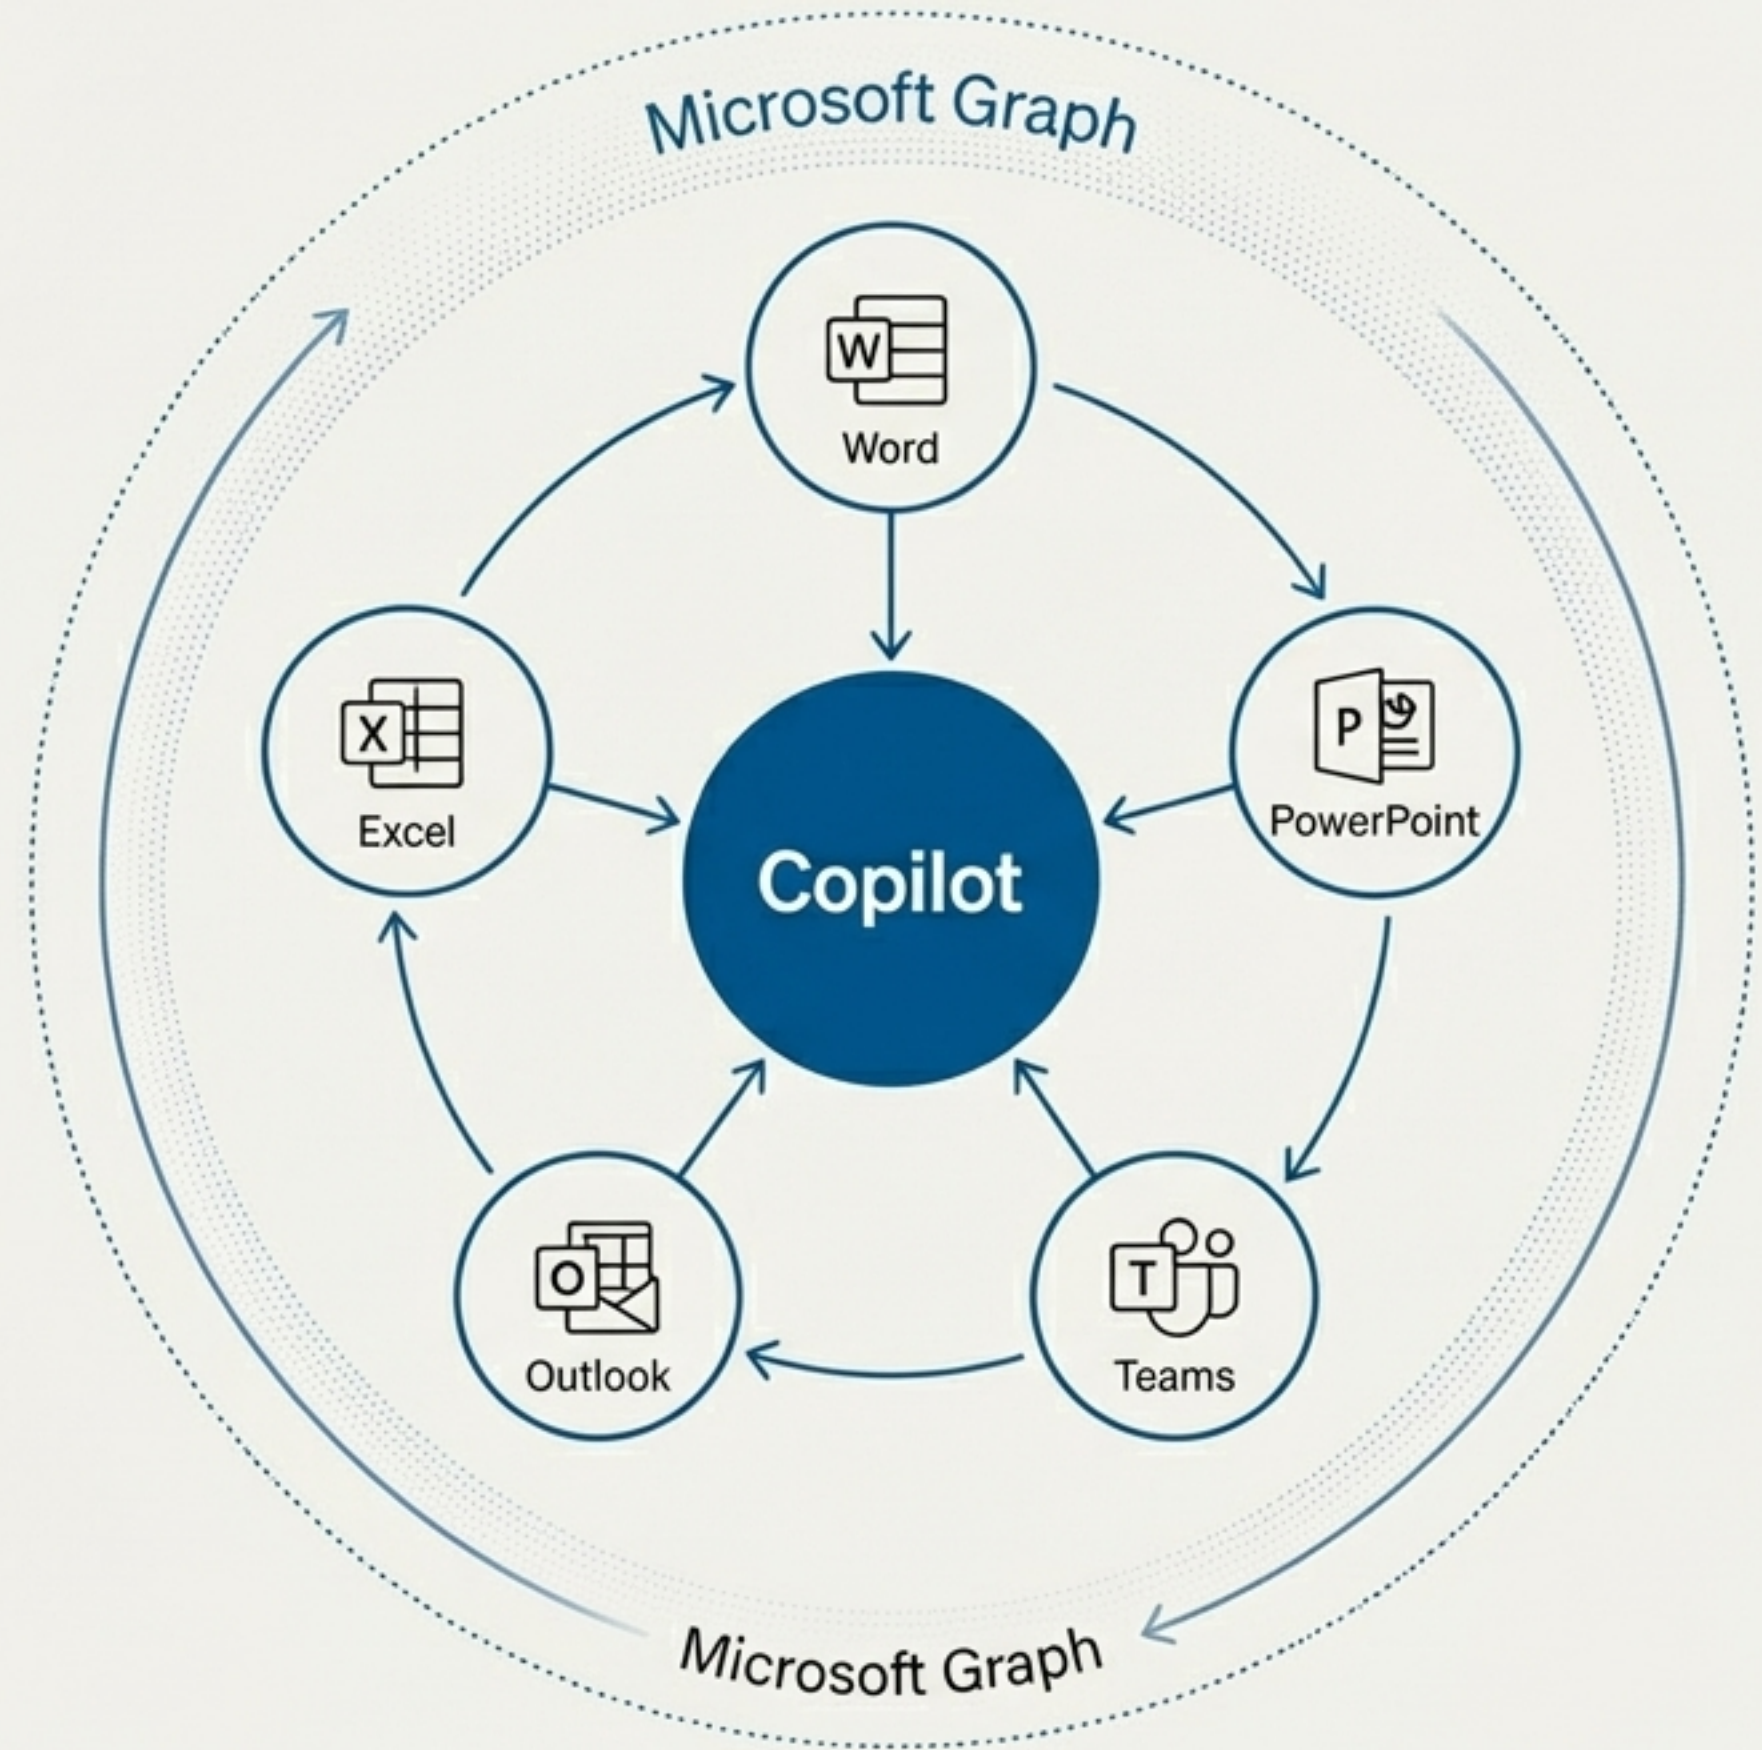 Microsoft Graph
W
Word
X
Excel
P
PowerPoint
Copilot
O
Outlook
T
Teams
Microsoft Graph